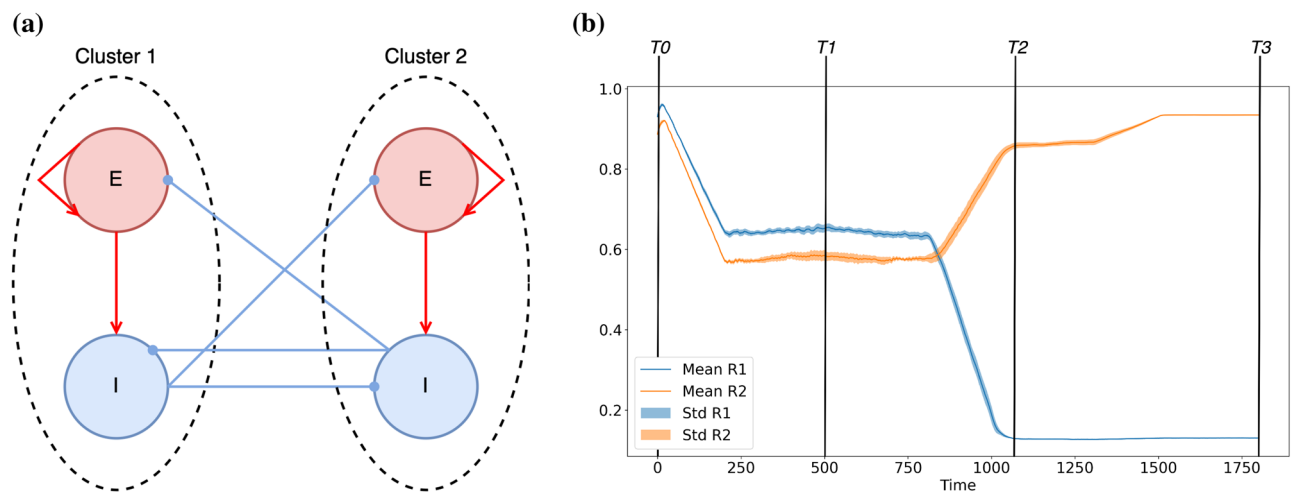 (a)
Cluster 1
Cluster 2
E
E
I
I
(b)
T0
T1
T2
T3
1.0
0.8
0.6
0.4
0.2
Mean R1
Mean R2
Std R1
Std R2
0
250
500
750
1000
1250
1500
1750
Time